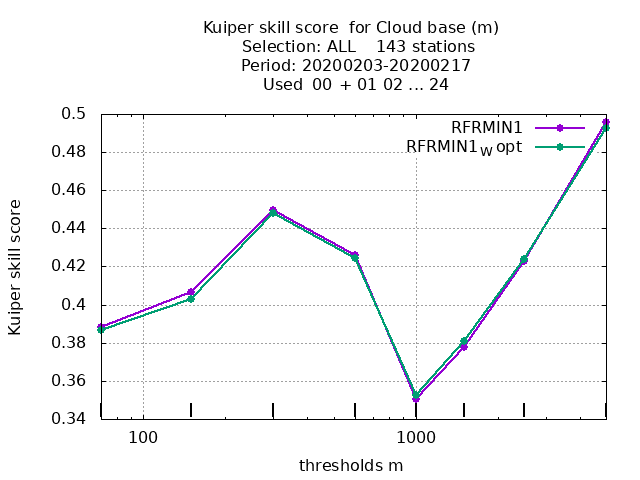 Kuiper skill score for Cloud base (m)
Selection: ALL 143 stations
Period: 20200203-20200217
Used 00 + 01 02 ... 24
RFRMIN1
RFRMIN1W opt
0.5
0.48
0.46
0.44
0.42
0.4
0.38
0.36
0.34
Kuiper skill score
100
1000
thresholds m